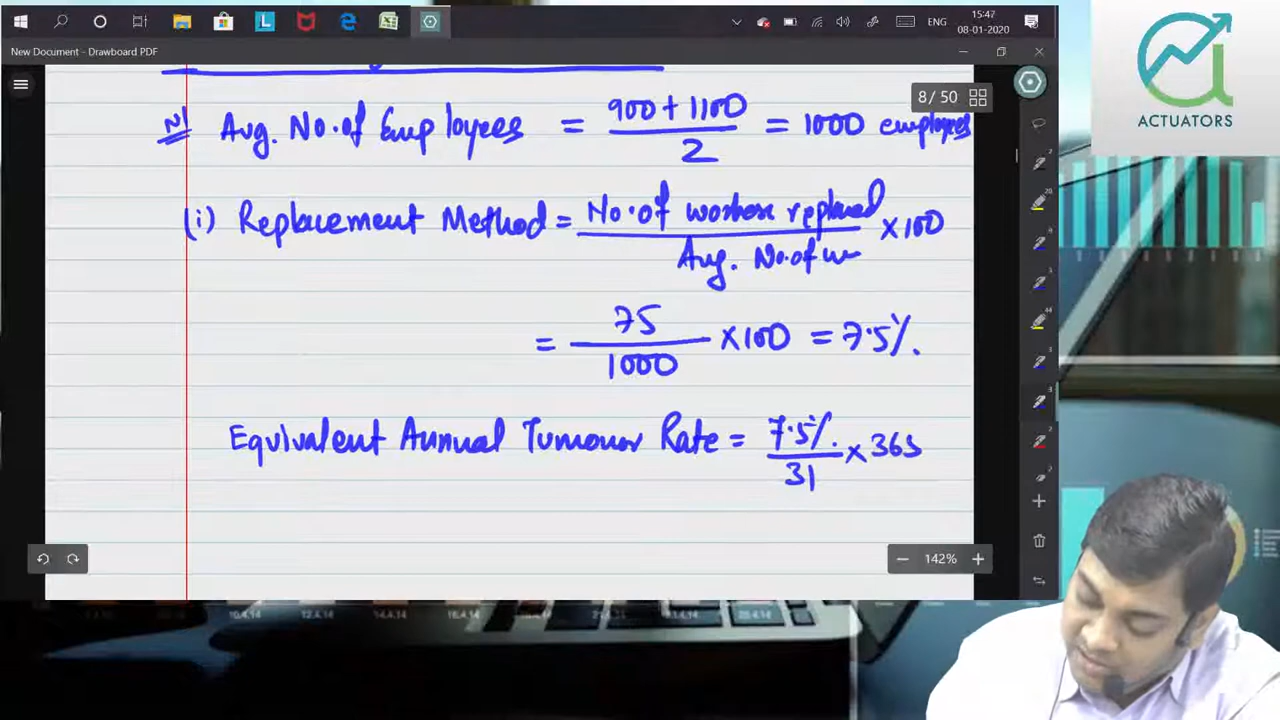 ENG
15:47
08-01-2020
New Document - Drawboard PDF
8 / 50
ACTUATORS
N1 Avg. No. of Employees = 900 + 1100 / 2 = 1000 employees
(i) Replacement Method = No. of workers replaced / Avg. No. of w × 100
= 75 / 1000 × 100 = 7.5%.
Equivalent Annual Turnover Rate = 7.5%. / 31 × 365
142%